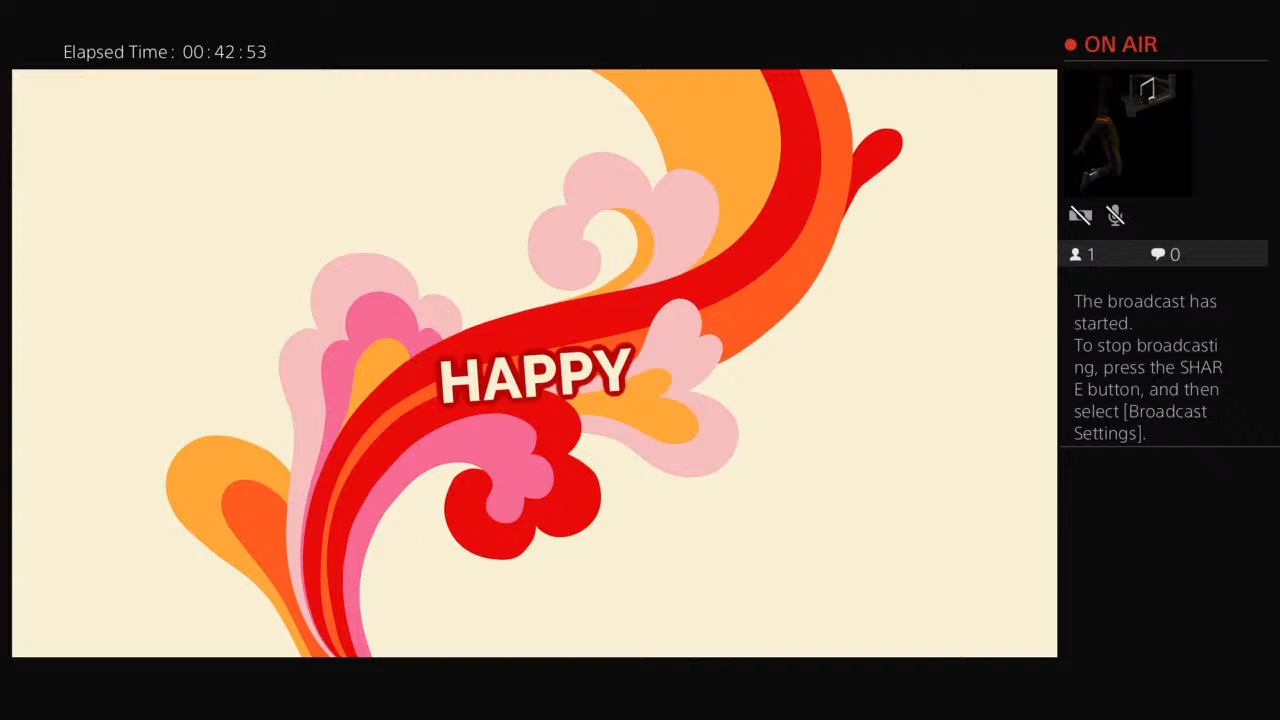 Elapsed Time: 00:42:53
ON AIR
1 0
The broadcast has
started.
To stop broadcasti
ng, press the SHAR
E button, and then
select [Broadcast
Settings].
HAPPY